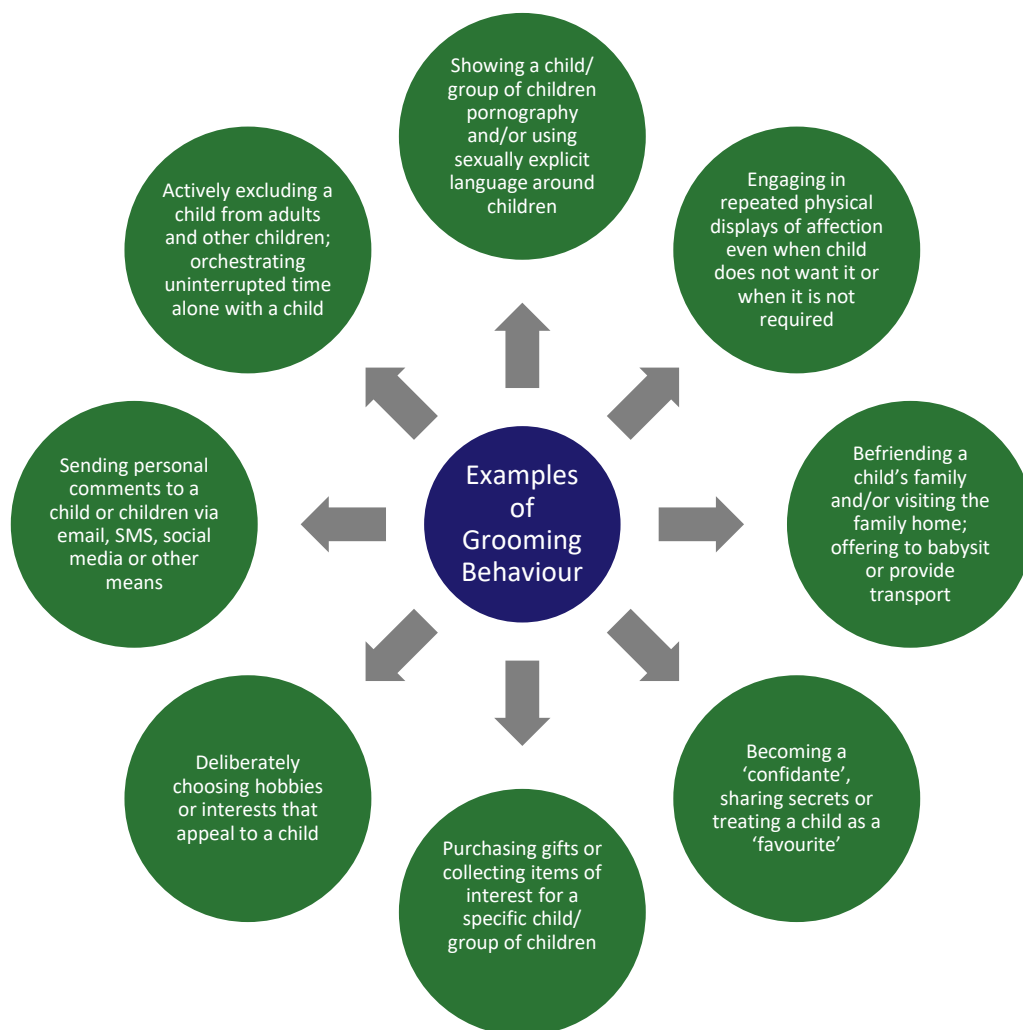 Examples
of
Grooming
Behaviour
Showing a child/
group of children
pornography
and/or using
sexually explicit
language around
children
Engaging in
repeated physical
displays of affection
even when child
does not want it or
when it is not
required
Befriending a
child’s family
and/or visiting the
family home;
offering to babysit
or provide
transport
Becoming a
‘confidante’,
sharing secrets or
treating a child as a
‘favourite’
Purchasing gifts or
collecting items of
interest for a
specific child/
group of children
Deliberately
choosing hobbies
or interests that
appeal to a child
Sending personal
comments to a
child or children via
email, SMS, social
media or other
means
Actively excluding a
child from adults
and other children;
orchestrating
uninterrupted time
alone with a child